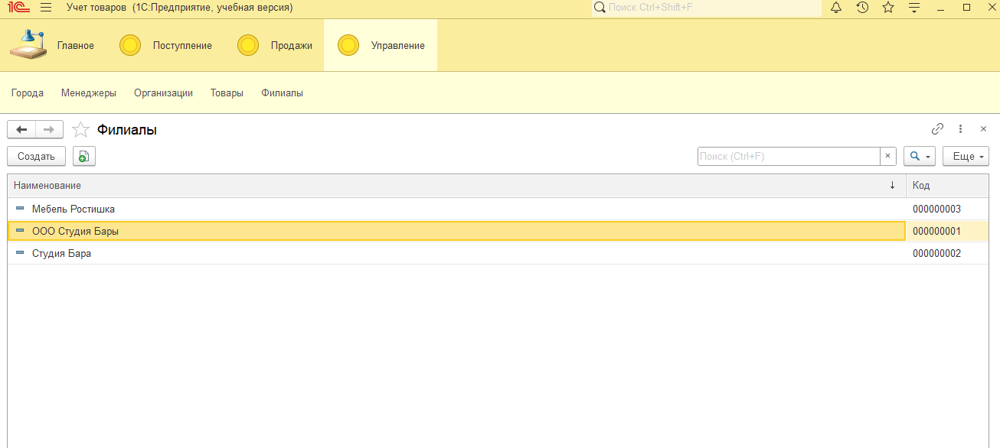 1С Учет товаров (1С:Предприятие, учебная версия) Поиск Ctrl+Shift+F
Главное Поступление Продажи Управление
Города Менеджеры Организации Товары Филиалы
Филиалы
Создать Поиск (Ctrl+F) × Еще
Наименование ↓ Код
Мебель Ростишка 000000003
ООО Студия Бары 000000001
Студия Бара 000000002